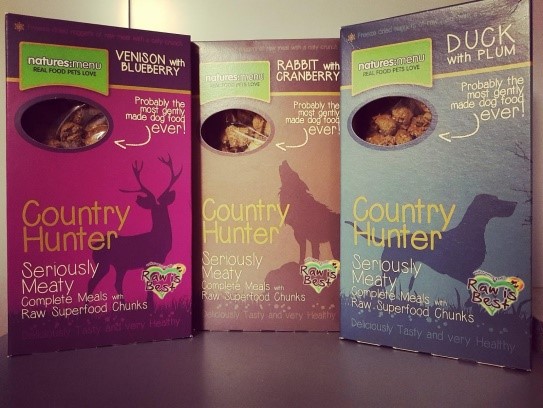 natures:menu
REAL FOOD PETS LOVE
VENISON with
BLUEBERRY
Probably the
most gently
made dog food
ever!
Country
Hunter
Seriously
Meaty
Complete Meals with
Raw Superfood Chunks
Raw is
Best
Deliciously Tasty and very Healthy
natures:menu
REAL FOOD PETS LOVE
RABBIT with
CRANBERRY
Probably the
most gently
made dog food
ever!
Country
Hunter
Seriously
Meaty
Complete Meals with
Raw Superfood Chunks
Raw is
Best
Deliciously Tasty and very Healthy
natures:menu
REAL FOOD PETS LOVE
DUCK
with PLUM
Probably the
most gently
made dog food
ever!
Country
Hunter
Seriously
Meaty
Complete Meals with
Raw Superfood Chunks
Raw is
Best
Deliciously Tasty and very Healthy